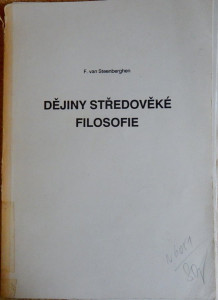 F. van Steenberghen
DĚJINY STŘEDOVĚKÉ
FILOSOFIE